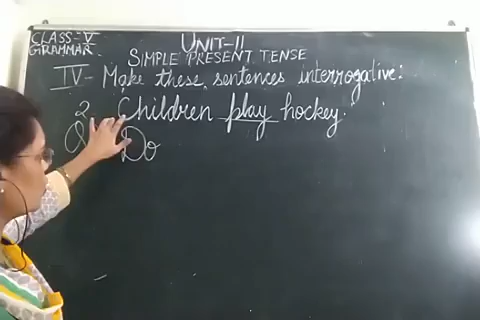 CLASS-V UNIT-11
GRAMMAR
SIMPLE PRESENT TENSE
IV- Make these sentences interrogative:
2 Children play hockey.
Q Do